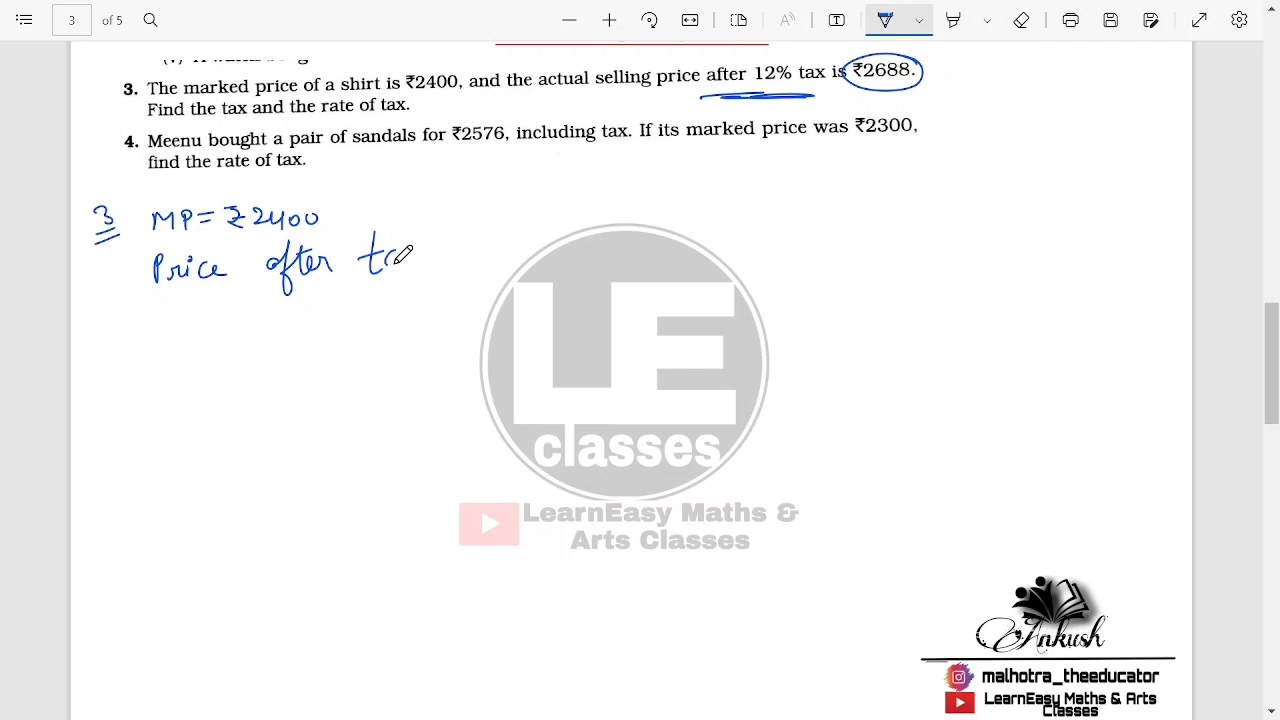 3
of 5
3. The marked price of a shirt is ₹2400, and the actual selling price after 12% tax is ₹2688.
Find the tax and the rate of tax.
4. Meenu bought a pair of sandals for ₹2576, including tax. If its marked price was ₹2300,
find the rate of tax.
3 MP = ₹2400
Price after
LE
classes
LearnEasy Maths &
Arts Classes
Ankush
malhotra_theeducator
LearnEasy Maths & Arts
Classes